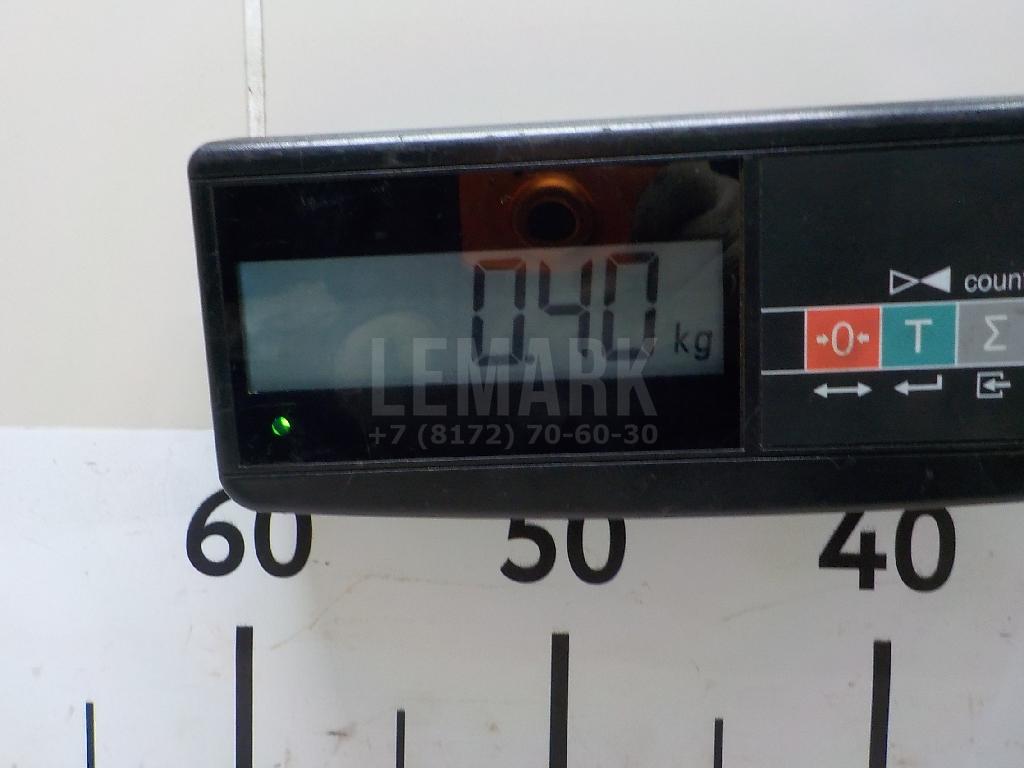 0.40 kg
count
→0← T Σ
LEMARK
+7 (8172) 70-60-30
60 50 40